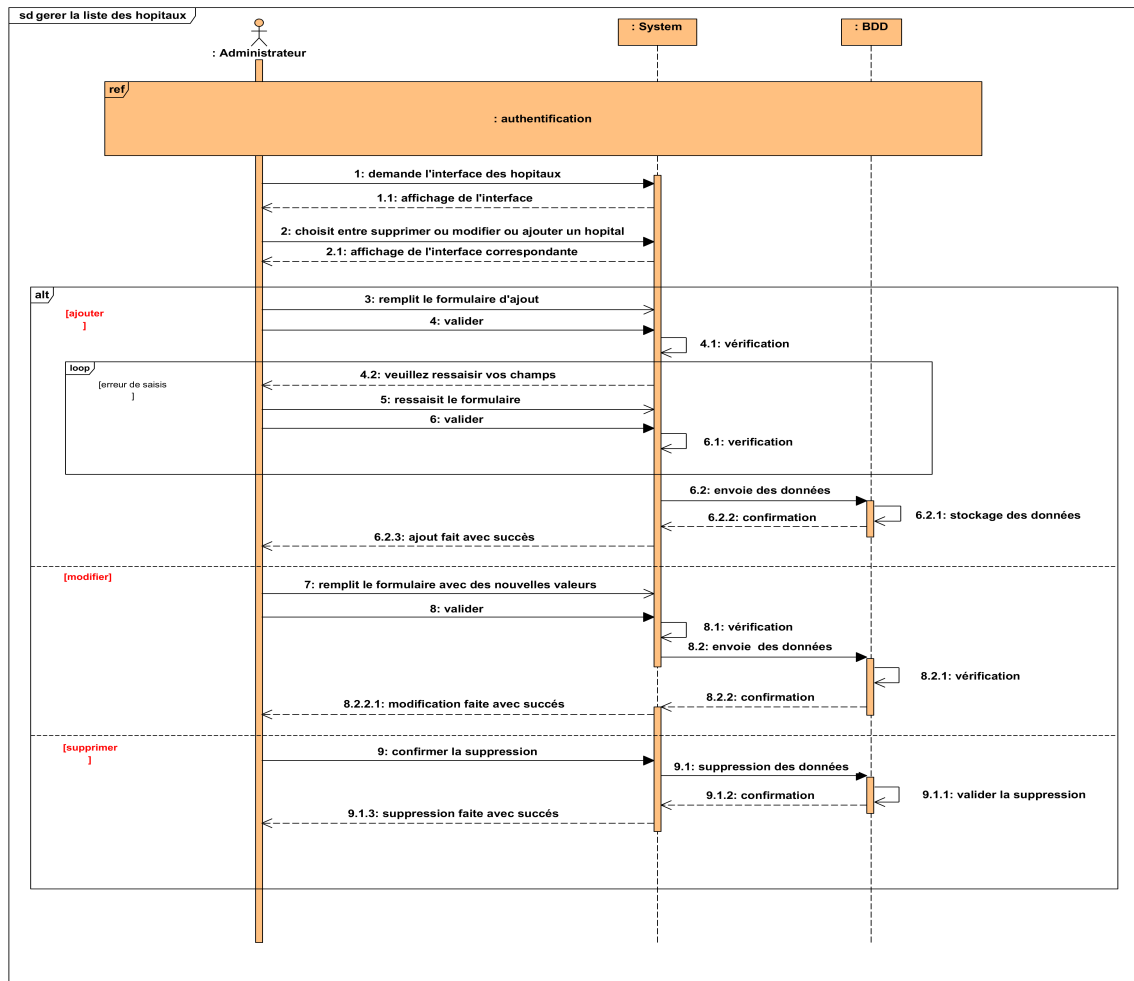 sd gerer la liste des hopitaux
: Administrateur
: System
: BDD
ref
: authentification
1: demande l'interface des hopitaux
1.1: affichage de l'interface
2: choisit entre supprimer ou modifier ou ajouter un hopital
2.1: affichage de l'interface correspondante
alt
[ajouter
]
3: remplit le formulaire d'ajout
4: valider
4.1: vérification
loop
[erreur de saisis
]
4.2: veuillez ressaisir vos champs
5: ressaisit le formulaire
6: valider
6.1: verification
6.2: envoie des données
6.2.1: stockage des données
6.2.2: confirmation
6.2.3: ajout fait avec succès
[modifier]
7: remplit le formulaire avec des nouvelles valeurs
8: valider
8.1: vérification
8.2: envoie  des données
8.2.1: vérification
8.2.2: confirmation
8.2.2.1: modification faite avec succés
[supprimer
]
9: confirmer la suppression
9.1: suppression des données
9.1.1: valider la suppression
9.1.2: confirmation
9.1.3: suppression faite avec succés